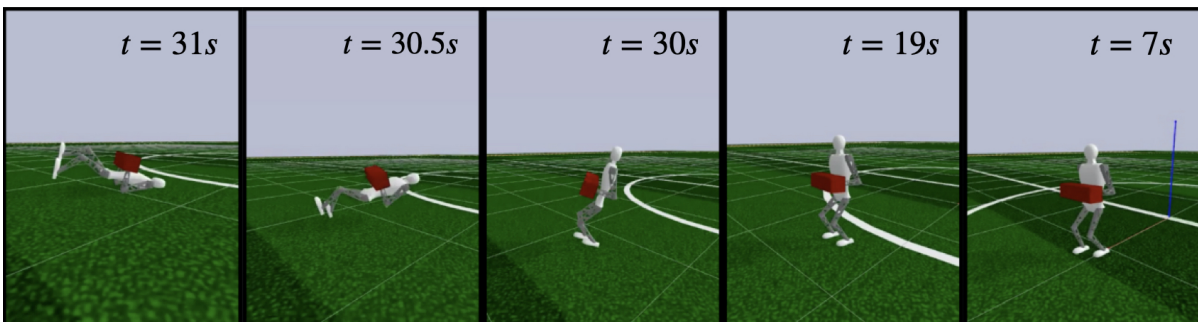 t = 31s
t = 30.5s
t = 30s
t = 19s
t = 7s